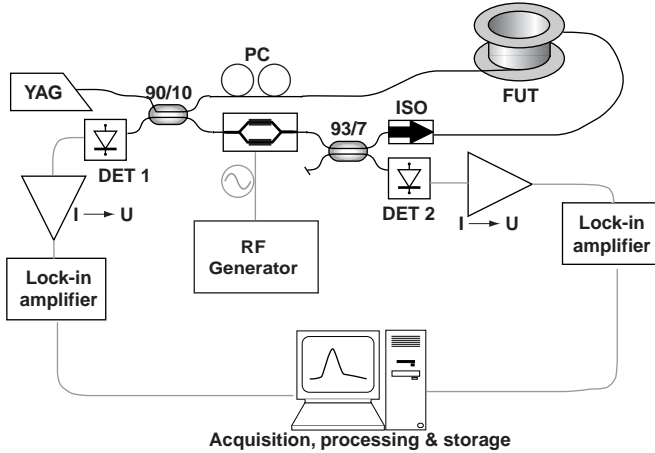 PC
YAG
90/10
FUT
ISO
93/7
DET 1
DET 2
I → U
I → U
RF
Generator
Lock-in
amplifier
Lock-in
amplifier
Acquisition, processing & storage